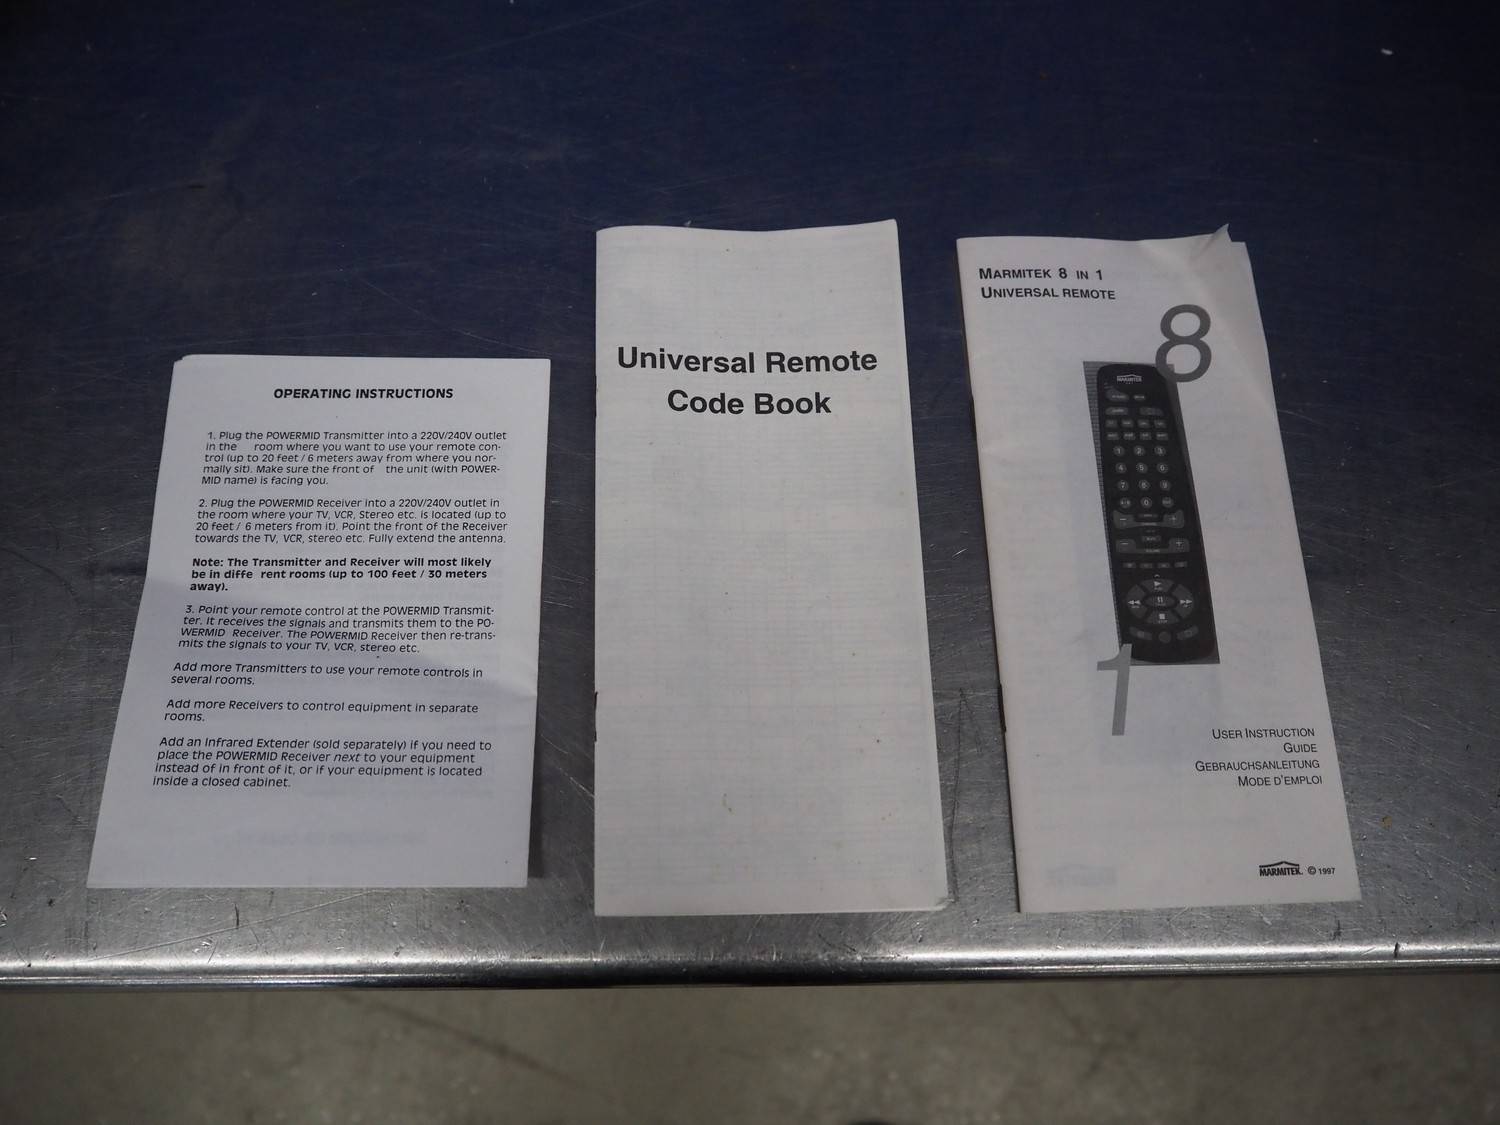 OPERATING INSTRUCTIONS
1. Plug the POWERMID Transmitter into a 220V/240V outlet
in the room where you want to use your remote con-
trol (up to 20 feet / 6 meters away from where you nor-
mally sit). Make sure the front of the unit (with POWER-
MID name) is facing you.
2. Plug the POWERMID Receiver into a 220V/240V outlet in
the room where your TV, VCR, Stereo etc. is located (up to
20 feet / 6 meters from it). Point the front of the Receiver
towards the TV, VCR, stereo etc. Fully extend the antenna.
Note: The Transmitter and Receiver will most likely
be in diffe rent rooms (up to 100 feet / 30 meters
away).
3. Point your remote control at the POWERMID Transmit-
ter. It receives the signals and transmits them to the PO-
WERMID Receiver. The POWERMID Receiver then re-trans-
mits the signals to your TV, VCR, stereo etc.
Add more Transmitters to use your remote controls in
several rooms.
Add more Receivers to control equipment in separate
rooms.
Add an Infrared Extender (sold separately) if you need to
place the POWERMID Receiver next to your equipment
instead of in front of it, or if your equipment is located
inside a closed cabinet.
Universal Remote
Code Book
MARMITEK 8 IN 1
UNIVERSAL REMOTE
8
MARMITEK
1 2 3
4 5 6
7 8 9
0
1
USER INSTRUCTION
GUIDE
GEBRAUCHSANLEITUNG
MODE D'EMPLOI
MARMITEK. © 1997